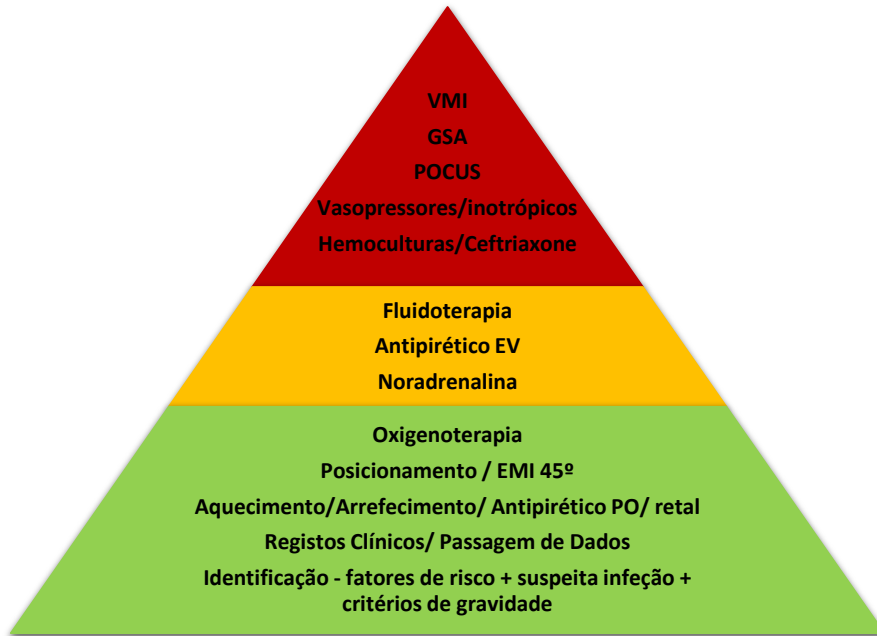 VMI
GSA
POCUS
Vasopressores/inotrópicos
Hemoculturas/Ceftriaxone
Fluidoterapia
Antipirético EV
Noradrenalina
Oxigenoterapia
Posicionamento / EMI 45º
Aquecimento/Arrefecimento/ Antipirético PO/ retal
Registos Clínicos/ Passagem de Dados
Identificação - fatores de risco + suspeita infeção +
critérios de gravidade